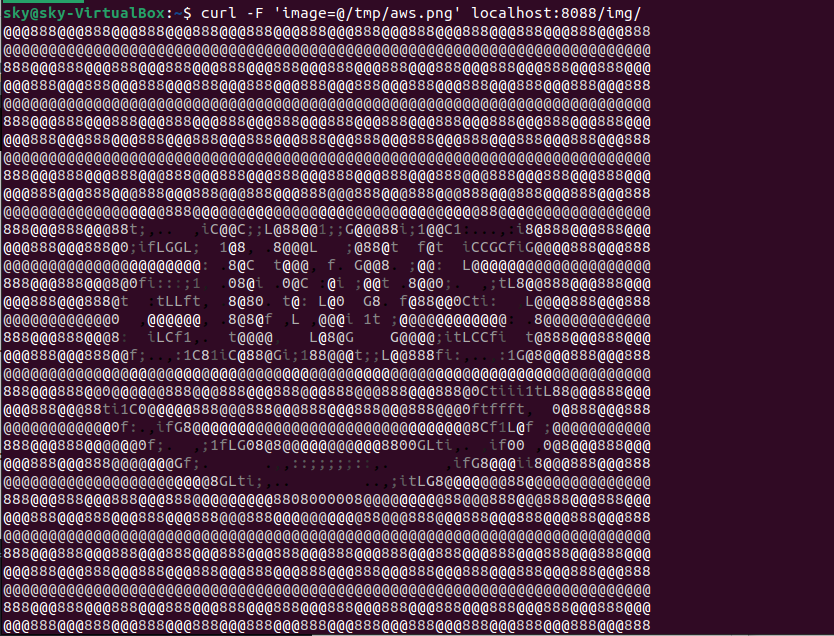 sky@sky-VirtualBox:~$ curl -F 'image=@/tmp/aws.png' localhost:8088/img/
@@@888@@@888@@@888@@@888@@@888@@@888@@@888@@@888@@@888@@@888@@@888@@@888
@@@@@@@@@@@@@@@@@@@@@@@@@@@@@@@@@@@@@@@@@@@@@@@@@@@@@@@@@@@@@@@@@@@@@@@@
888@@@888@@@888@@@888@@@888@@@888@@@888@@@888@@@888@@@888@@@888@@@888@@@
@@@888@@@888@@@888@@@888@@@888@@@888@@@888@@@888@@@888@@@888@@@888@@@888
@@@@@@@@@@@@@@@@@@@@@@@@@@@@@@@@@@@@@@@@@@@@@@@@@@@@@@@@@@@@@@@@@@@@@@@@
888@@@888@@@888@@@888@@@888@@@888@@@888@@@888@@@888@@@888@@@888@@@888@@@
@@@888@@@888@@@888@@@888@@@888@@@888@@@888@@@888@@@888@@@888@@@888@@@888
@@@@@@@@@@@@@@@@@@@@@@@@@@@@@@@@@@@@@@@@@@@@@@@@@@@@@@@@@@@@@@@@@@@@@@@@
888@@@888@@@888@@@888@@@888@@@888@@@888@@@888@@@888@@@888@@@888@@@888@@@
@@@888@@@888@@@888@@@888@@@888@@@888@@@888@@@888@@@888@@@888@@@888@@@888
@@@@@@@@@@@@@@@@@@888@@@@@@@@@@@@@@@@@@@@@@@@@@@@@@@@88@@@@@@@@@@@@@@@@@
888@@@888@@@88t;,..  ,iC@@C;;L@88@@1;;G@@@88i;1@@C1:...,:i8@888@@@888@@@
@@@888@@@888@0;ifLGGL;  1@8. .8@@@L   ;@88@t  f@t  iCCGCfiG@@@@888@@@888
@@@@@@@@@@@@@@@@@@@@@@:  .8@C  t@@@, f. G@@8. ;@@:  L@@@@@@@@@@@@@@@@@@@@
888@@@888@@@8@0fi:::;1   .08@i .0@C :@i ;@@t .8@@0;.  ,;tL8@@888@@@888@@@
@@@888@@@888@t  :tLLft,  8@80. t@: L@0  G8. f@88@@0Cti:   L@@@@888@@@888
@@@@@@@@@@@@0   ,@@@@@@, .8@8@f ,L ,@@@i 1t ;@@@@@@@@@@@@:  .8@@@@@@@@@@@@
888@@@888@@@8:  iLCf1,.  t@@@@,    L@8@G    G@@@@;itLCCfi   t@888@@@888@@@
@@@888@@@888@@f;..,:1C81iC@88@Gi;188@@@t;;L@@888fi:,.. :1G@8@@@888@@@888
@@@@@@@@@@@@@@@@@@@@@@@@@@@@@@@@@@@@@@@@@@@@@@@@@@@@@@@@@@@@@@@@@@@@@@@@
888@@@888@@@888@@@888@@@888@@@888@@@888@@@888@@@888@0Ctiii1tL88@@@888@@@
@@@888@@@88ti1C0@@@@@888@@@888@@@888@@@888@@@888@@@0ftffft,  0@888@@@888
@@@@@@@@@@@@0f:.,ifG8@@@@@@@@@@@@@@@@@@@@@@@@@@@@@@@8Cf1L@f ;@@@@@@@@@@@
888@@@888@@@@@@0f;.  ,;1fLG08@8@@@@@@@@@@@8800GLti,.  if00 ,0@8@@@888@@@
@@@888@@@888@@@@@@@Gf;.       . .,::;;;;;::,.       ,ifG8@@@ii8@@@888@@@888
@@@@@@@@@@@@@@@@@@@@@@@8GLti;,.         ..,;itLG8@@@@@@@88@@@@@@@@@@@@@
888@@@888@@@888@@@888@@@@@@@@@8808000008@@@@@@@@@88@@@888@@@888@@@888@@@
@@@888@@@888@@@888@@@888@@@888@@@@@@@@@@88@@@888@@@888@@@888@@@888@@@888
@@@@@@@@@@@@@@@@@@@@@@@@@@@@@@@@@@@@@@@@@@@@@@@@@@@@@@@@@@@@@@@@@@@@@@@@
888@@@888@@@888@@@888@@@888@@@888@@@888@@@888@@@888@@@888@@@888@@@888@@@
@@@888@@@888@@@888@@@888@@@888@@@888@@@888@@@888@@@888@@@888@@@888@@@888
@@@@@@@@@@@@@@@@@@@@@@@@@@@@@@@@@@@@@@@@@@@@@@@@@@@@@@@@@@@@@@@@@@@@@@@@
888@@@888@@@888@@@888@@@888@@@888@@@888@@@888@@@888@@@888@@@888@@@888@@@
@@@888@@@888@@@888@@@888@@@888@@@888@@@888@@@888@@@888@@@888@@@888@@@888